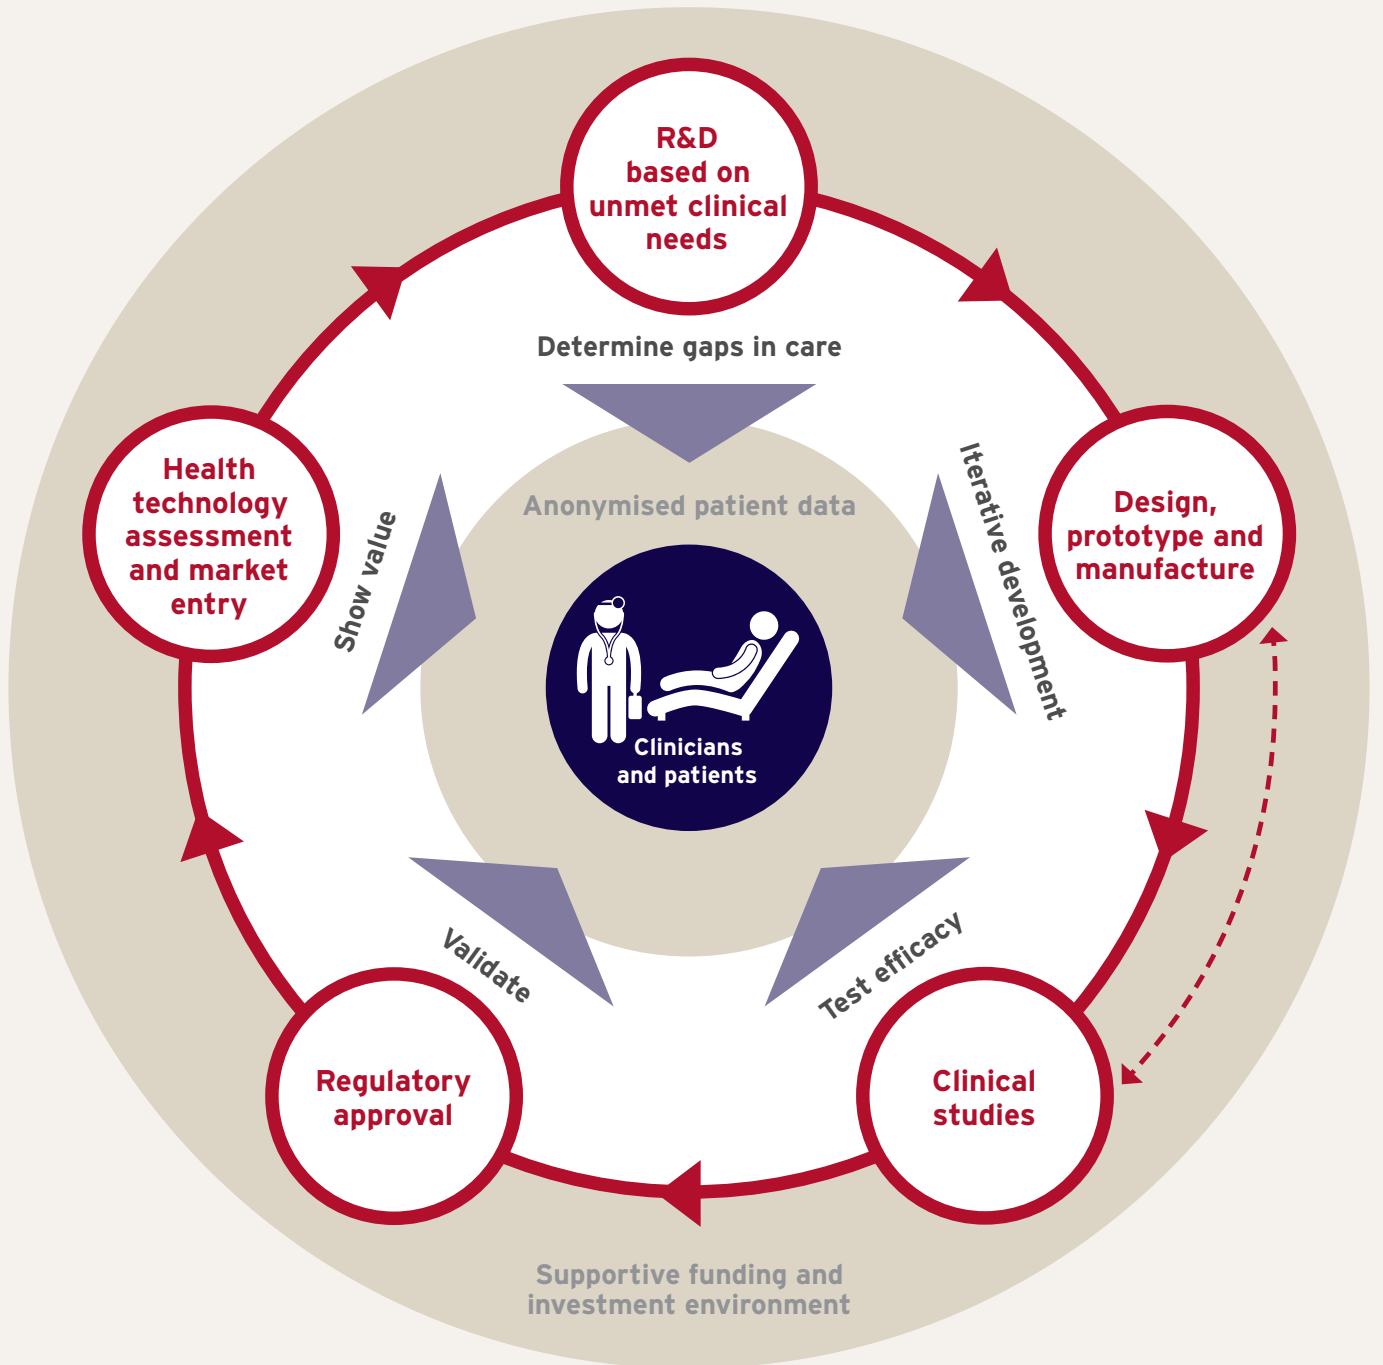 R&D
based on
unmet clinical
needs
Determine gaps in care
Health
technology
assessment
and market
entry
Show value
Anonymised patient data
Iterative development
Design,
prototype and
manufacture
Clinicians
and patients
Validate
Test efficacy
Regulatory
approval
Clinical
studies
Supportive funding and
investment environment